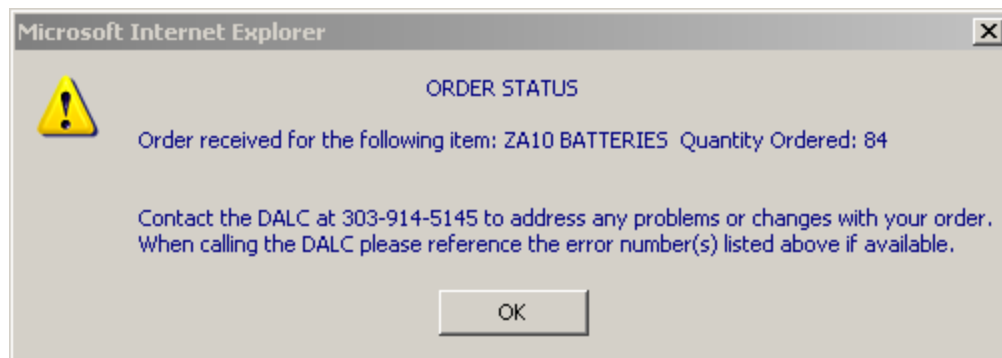 Microsoft Internet Explorer
ORDER STATUS
Order received for the following item: ZA10 BATTERIES Quantity Ordered: 84
Contact the DALC at 303-914-5145 to address any problems or changes with your order.
When calling the DALC please reference the error number(s) listed above if available.
OK